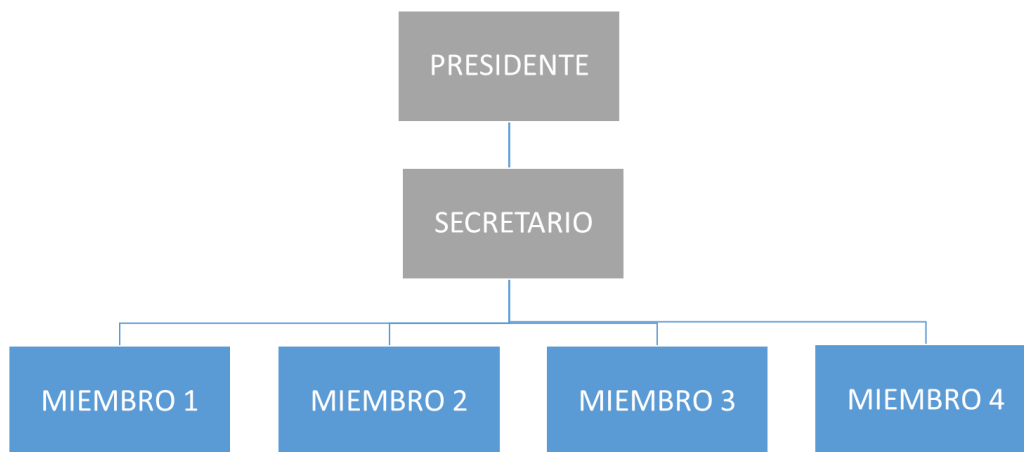 PRESIDENTE
SECRETARIO
MIEMBRO 1
MIEMBRO 2
MIEMBRO 3
MIEMBRO 4